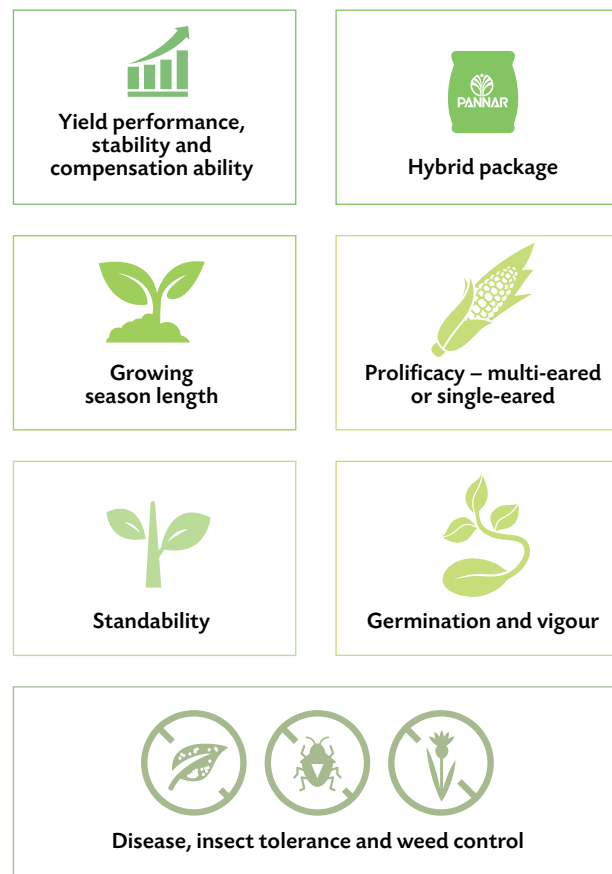 Yield performance,
stability and
compensation ability
PANNAR
Hybrid package
Growing
season length
Prolificacy – multi-eared
or single-eared
Standability
Germination and vigour
Disease, insect tolerance and weed control